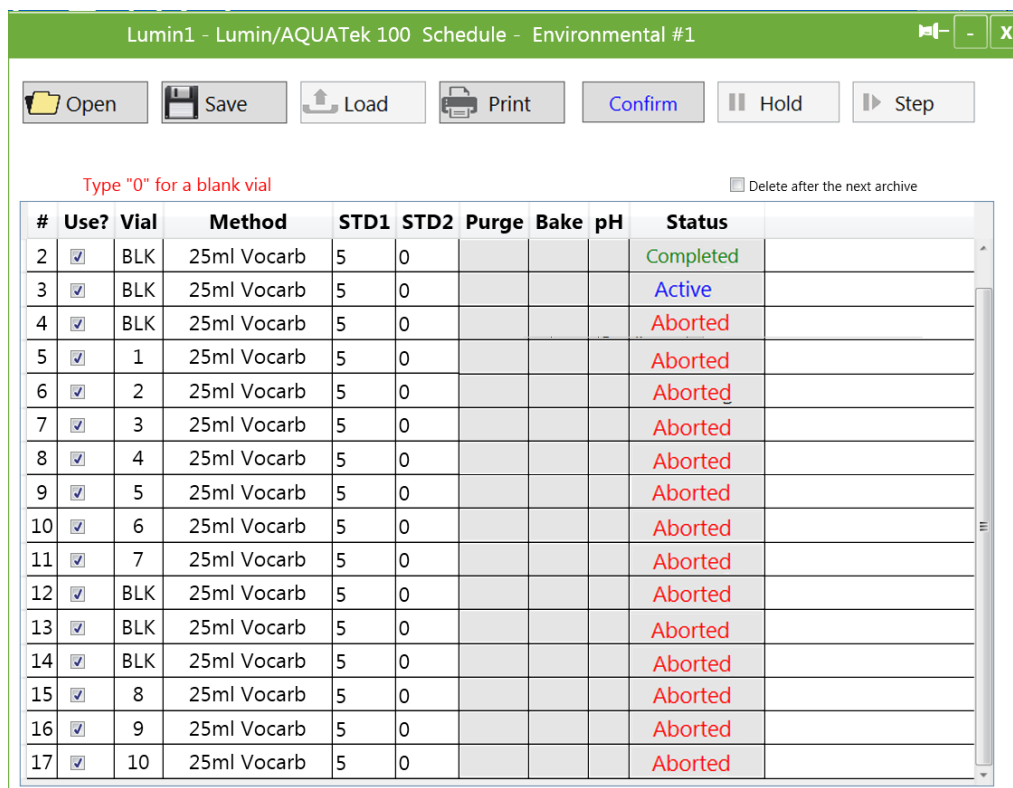 Lumin1 - Lumin/AQUATek 100 Schedule - Environmental #1 - X
Open Save Load Print Confirm Hold Step
Type "0" for a blank vial Delete after the next archive
# Use? Vial Method STD1 STD2 Purge Bake pH Status
2 BLK 25ml Vocarb 5 0 Completed
3 BLK 25ml Vocarb 5 0 Active
4 BLK 25ml Vocarb 5 0 Aborted
5 1 25ml Vocarb 5 0 Aborted
6 2 25ml Vocarb 5 0 Aborted
7 3 25ml Vocarb 5 0 Aborted
8 4 25ml Vocarb 5 0 Aborted
9 5 25ml Vocarb 5 0 Aborted
10 6 25ml Vocarb 5 0 Aborted
11 7 25ml Vocarb 5 0 Aborted
12 BLK 25ml Vocarb 5 0 Aborted
13 BLK 25ml Vocarb 5 0 Aborted
14 BLK 25ml Vocarb 5 0 Aborted
15 8 25ml Vocarb 5 0 Aborted
16 9 25ml Vocarb 5 0 Aborted
17 10 25ml Vocarb 5 0 Aborted